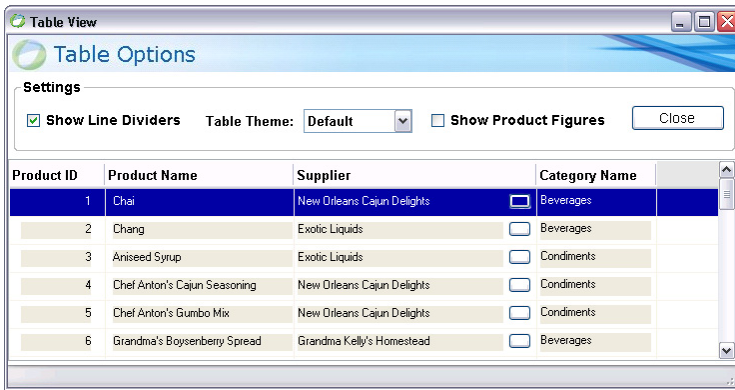 Table View
Table Options
Settings
Show Line Dividers Table Theme: Default Show Product Figures Close
Product ID Product Name Supplier Category Name
1 Chai New Orleans Cajun Delights Beverages
2 Chang Exotic Liquids Beverages
3 Aniseed Syrup Exotic Liquids Condiments
4 Chef Anton's Cajun Seasoning New Orleans Cajun Delights Condiments
5 Chef Anton's Gumbo Mix New Orleans Cajun Delights Condiments
6 Grandma's Boysenberry Spread Grandma Kelly's Homestead Beverages